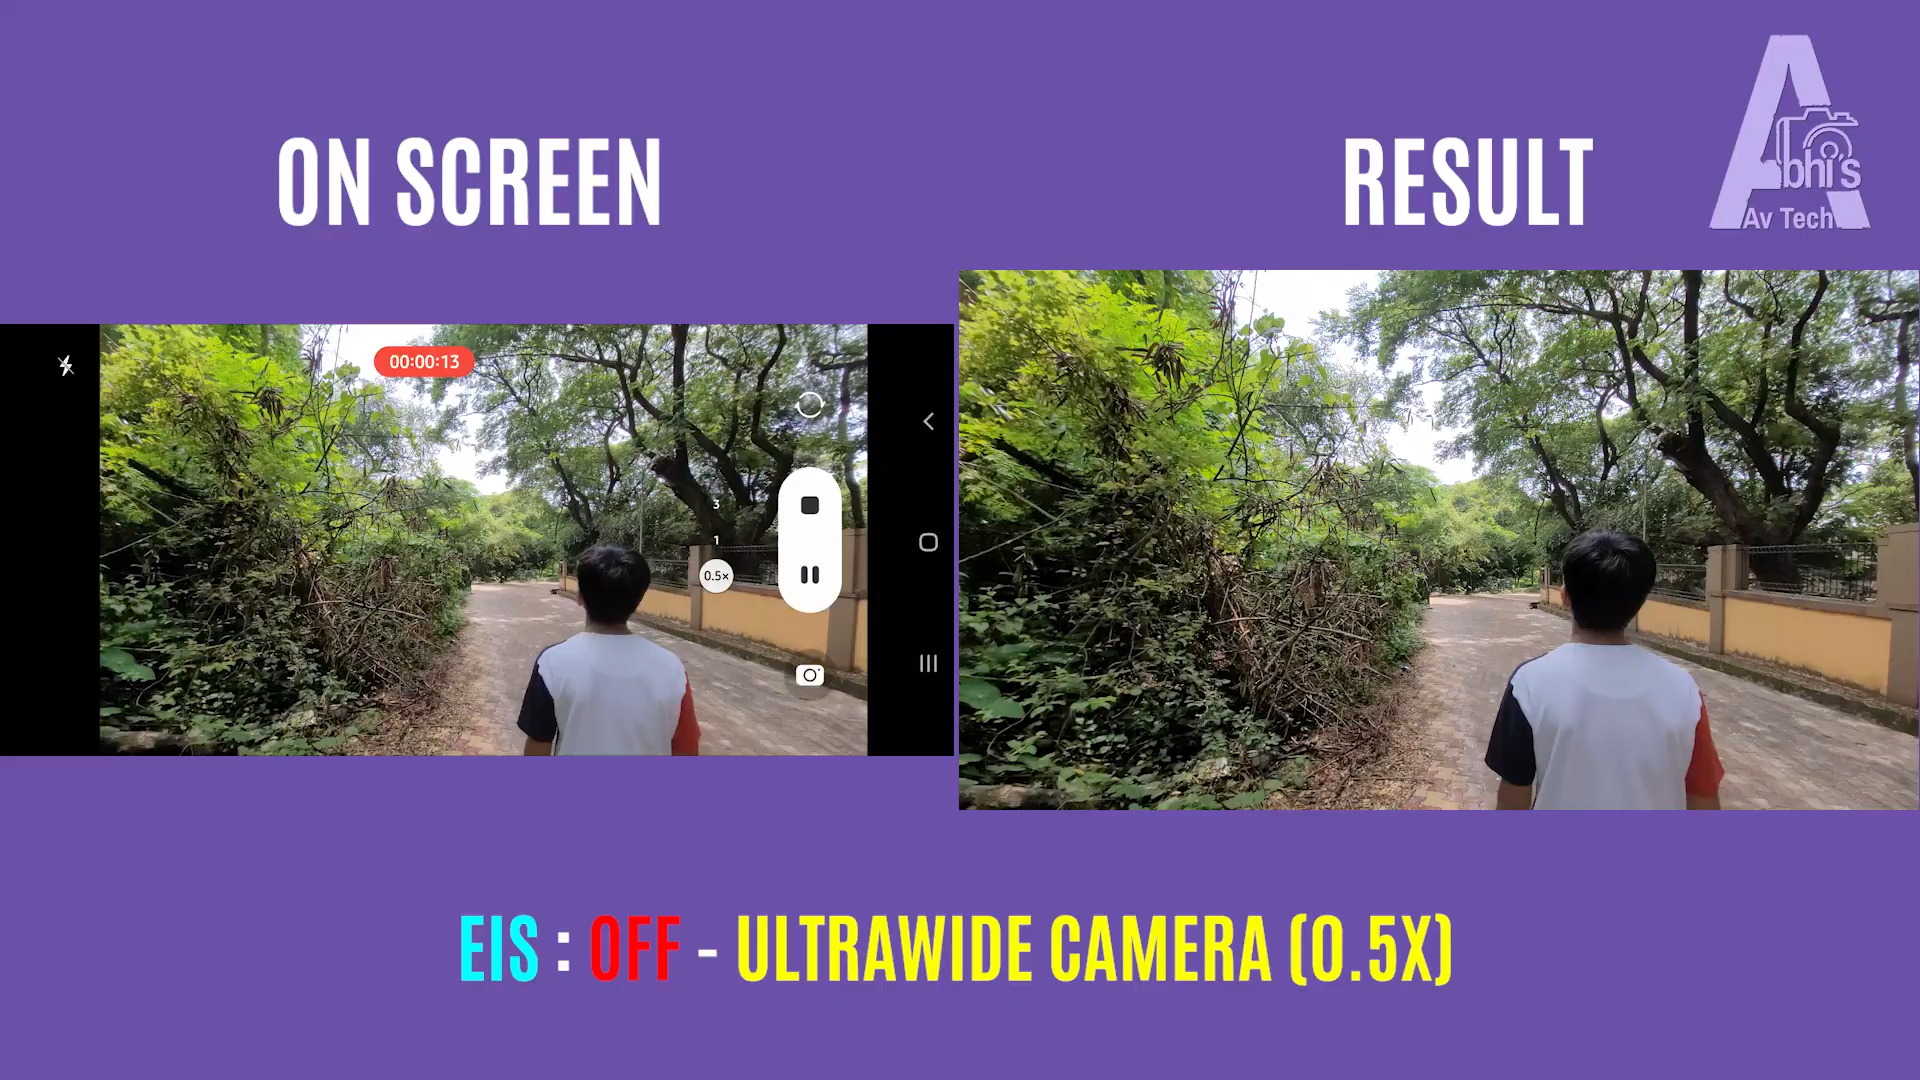 ON SCREEN
RESULT
Abhi's
Av Tech
00:00:13
3
1
0.5×
EIS : OFF - ULTRAWIDE CAMERA (0.5X)